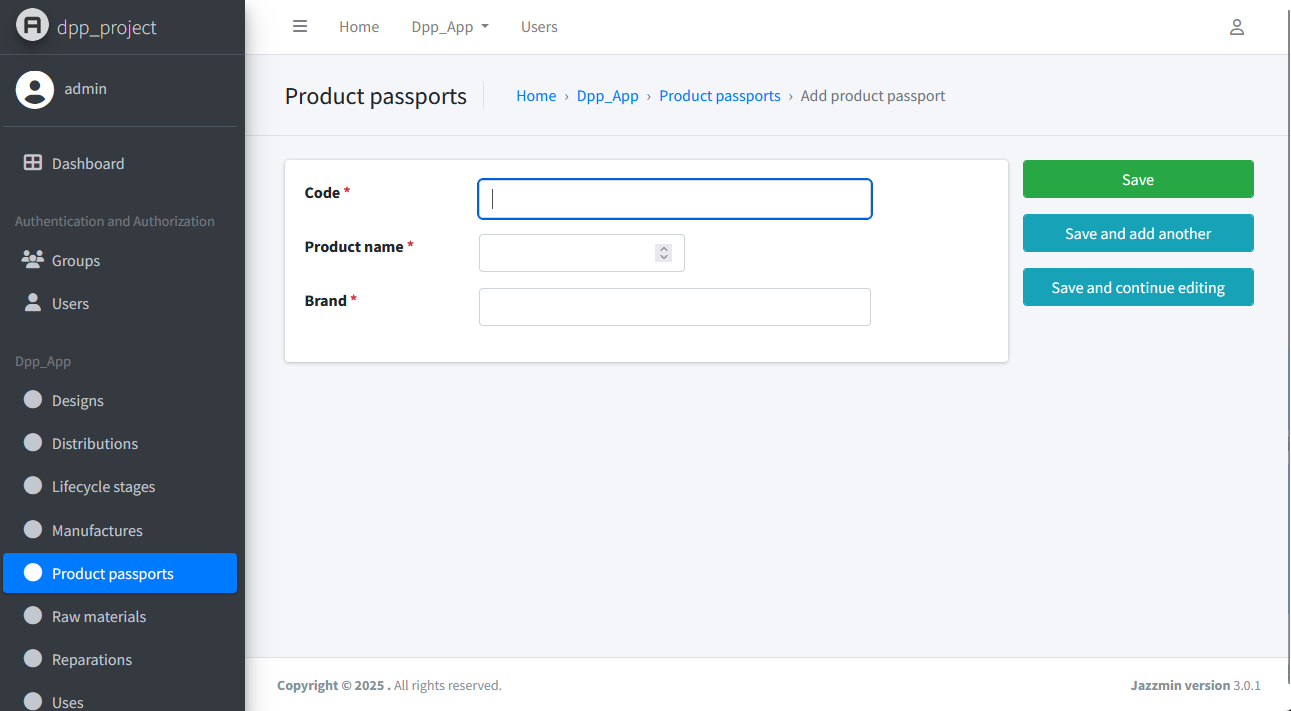 dpp_project
admin
Dashboard
Authentication and Authorization
Groups
Users
Dpp_App
Designs
Distributions
Lifecycle stages
Manufactures
Product passports
Raw materials
Reparations
Uses
Home Dpp_App Users
Product passports
Home › Dpp_App › Product passports › Add product passport
Code *
Product name *
Brand *
Save
Save and add another
Save and continue editing
Copyright © 2025 . All rights reserved.
Jazzmin version 3.0.1